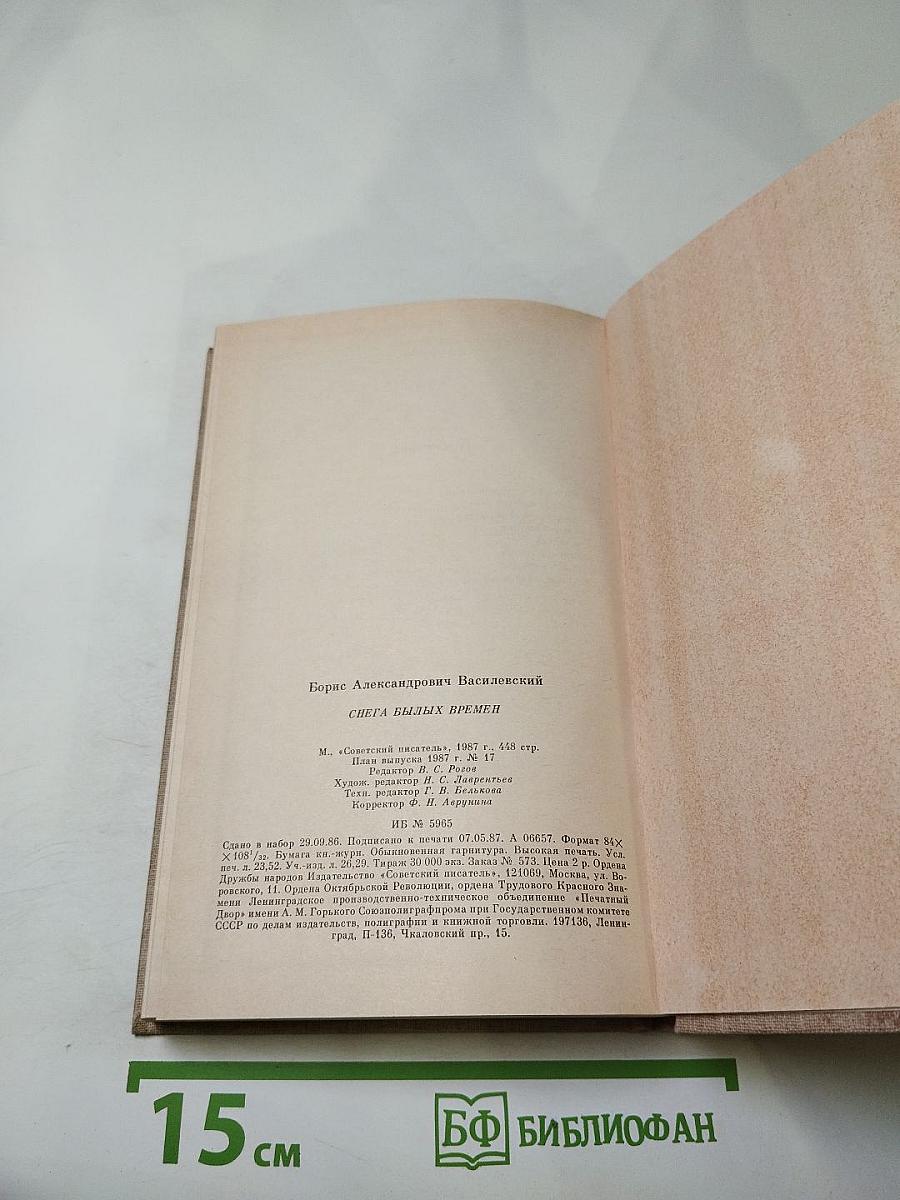 Борис Александрович Василевский
СНЕГА БЫЛЫХ ВРЕМЕН
М., «Советский писатель», 1987 г., 448 стр.
План выпуска 1987 г. № 17
Редактор В. С. Рогов
Худож. редактор Н. С. Лаврентьев
Техн. редактор Г. В. Белькова
Корректор Ф. Н. Аврунина
ИБ № 5965
Сдано в набор 29.09.86. Подписано к печати 07.05.87. А 06657. Формат 84×
×108¹/₃₂. Бумага кн.-журн. Обыкновенная гарнитура. Высокая печать. Усл.
печ. л. 23,52. Уч.-изд. л. 26,29. Тираж 30 000 экз. Заказ № 573. Цена 2 р. Ордена
Дружбы народов Издательство «Советский писатель», 121069, Москва, ул. Во-
ровского, 11. Ордена Октябрьской Революции, ордена Трудового Красного Зна-
мени Ленинградское производственно-техническое объединение «Печатный
Двор» имени А. М. Горького Союзполиграфпрома при Государственном комитете
СССР по делам издательств, полиграфии и книжной торговли. 197136, Ленин-
град, П-136, Чкаловский пр., 15.
15 см
БФ БИБЛИОФАН